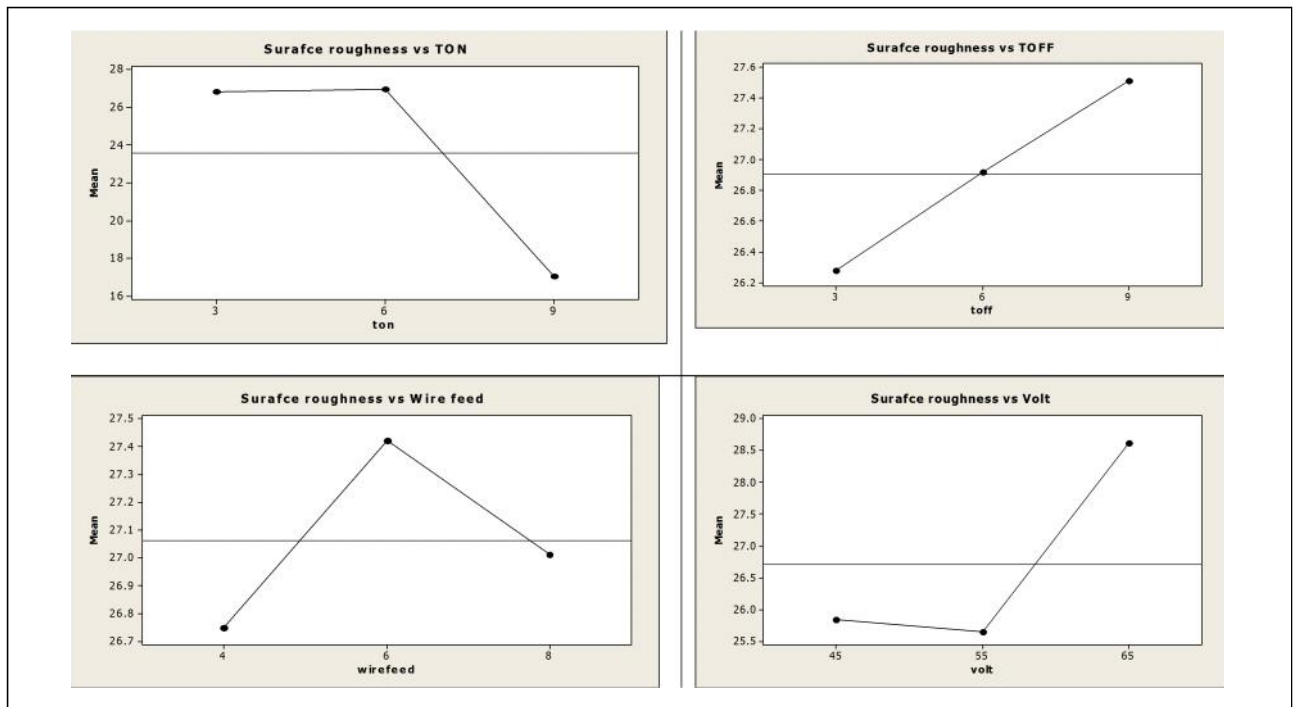 Surafce roughness vs TON
Mean
28
26
24
22
20
18
16
3 6 9
ton
Surafce roughness vs TOFF
Mean
27.6
27.4
27.2
27.0
26.8
26.6
26.4
26.2
3 6 9
toff
Surafce roughness vs Wire feed
Mean
27.5
27.4
27.3
27.2
27.1
27.0
26.9
26.8
26.7
4 6 8
wirefeed
Surafce roughness vs Volt
Mean
29.0
28.5
28.0
27.5
27.0
26.5
26.0
25.5
45 55 65
volt